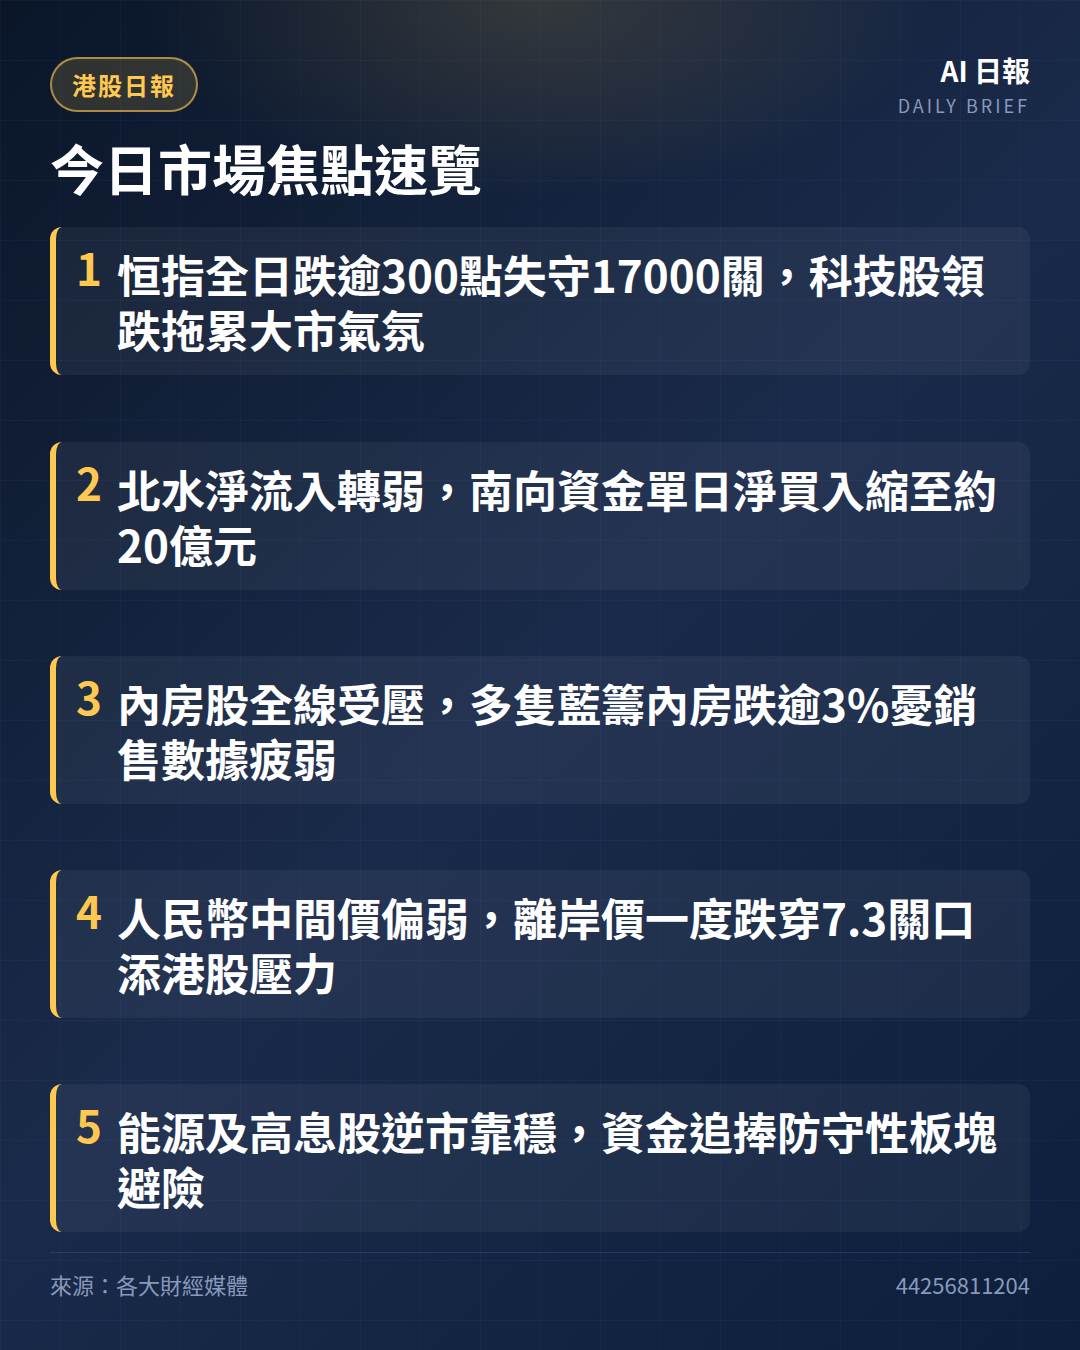 港股日報
AI 日報
DAILY BRIEF
今日市場焦點速覽
1 恒指全日跌逾300點失守17000關，科技股領
跌拖累大市氣氛
2 北水淨流入轉弱，南向資金單日淨買入縮至約
20億元
3 內房股全線受壓，多隻藍籌內房跌逾3%憂銷
售數據疲弱
4 人民幣中間價偏弱，離岸價一度跌穿7.3關口
添港股壓力
5 能源及高息股逆市靠穩，資金追捧防守性板塊
避險
來源：各大財經媒體
44256811204